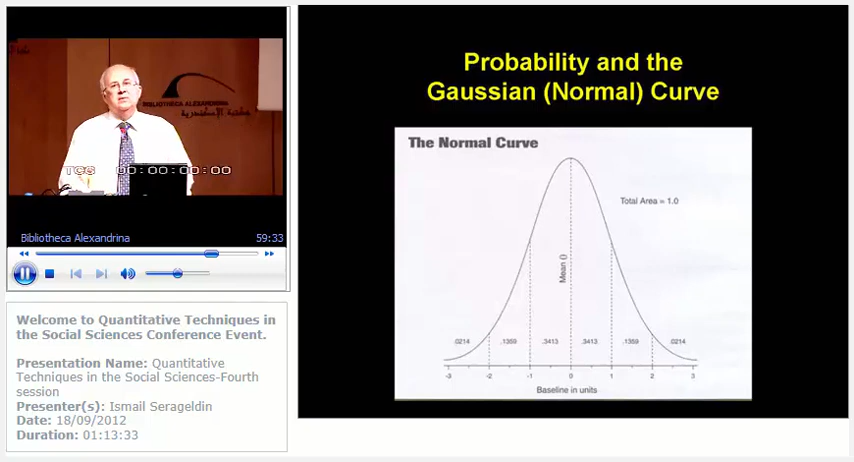 BIBLIOTHECA ALEXANDRINA
مكتبة الإسكندرية
TCG 00:00:00:00
Bibliotheca Alexandrina 59:33
Welcome to Quantitative Techniques in
the Social Sciences Conference Event.
Presentation Name: Quantitative
Techniques in the Social Sciences-Fourth
session
Presenter(s): Ismail Serageldin
Date: 18/09/2012
Duration: 01:13:33
Probability and the
Gaussian (Normal) Curve
The Normal Curve
Total Area = 1.0
Mean ()
.0214 .1359 .3413 .3413 .1359 .0214
-3 -2 -1 0 1 2 3
Baseline in units